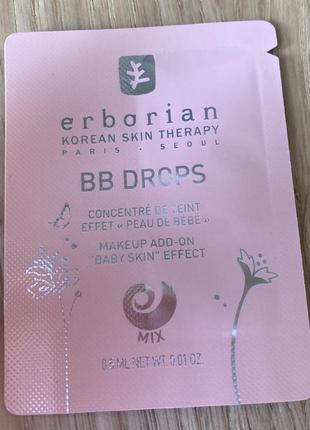 erborian
KOREAN SKIN THERAPY
PARIS · SEOUL
BB DROPS
CONCENTRÉ DE TEINT
EFFET « PEAU DE BÉBÉ »
MAKEUP ADD-ON
"BABY SKIN" EFFECT
MIX
ML NET WT. 0.01 OZ.